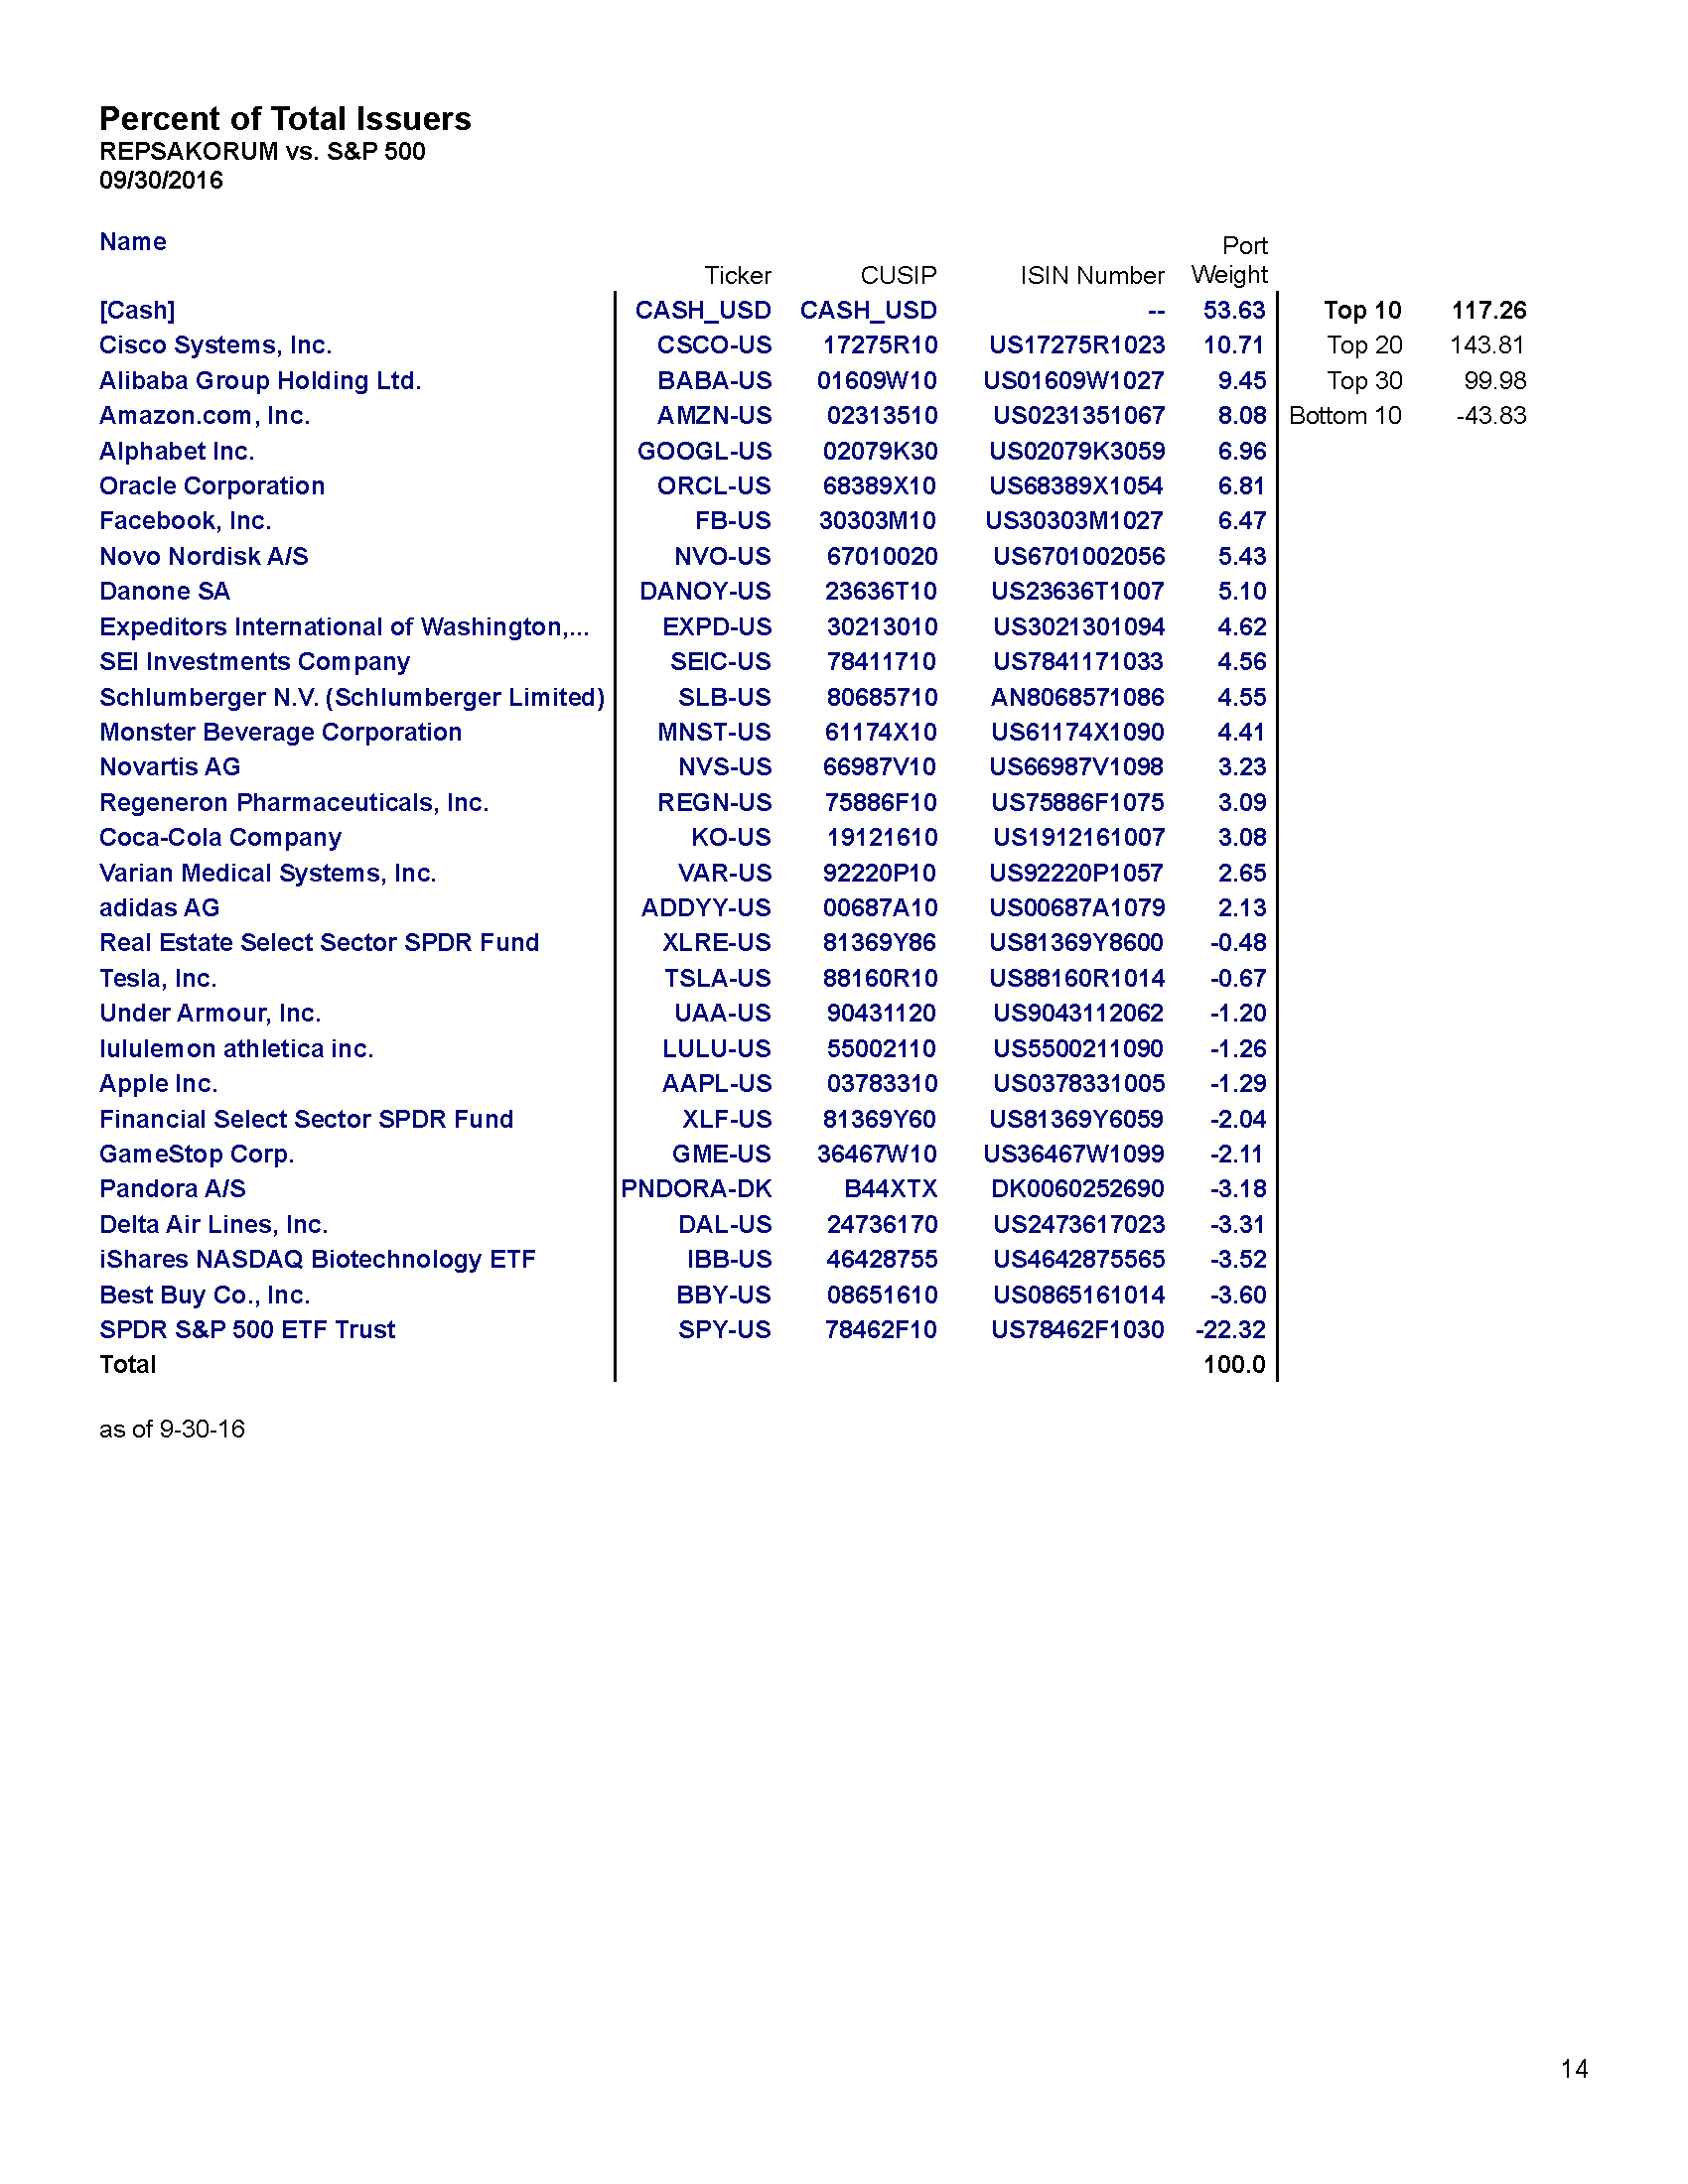 Percent of Total Issuers
REPSAKORUM vs. S&P 500
09/30/2016
Name Ticker CUSIP ISIN Number Port Weight
[Cash] CASH_USD CASH_USD -- 53.63 Top 10 117.26
Cisco Systems, Inc. CSCO-US 17275R10 US17275R1023 10.71 Top 20 143.81
Alibaba Group Holding Ltd. BABA-US 01609W10 US01609W1027 9.45 Top 30 99.98
Amazon.com, Inc. AMZN-US 02313510 US0231351067 8.08 Bottom 10 -43.83
Alphabet Inc. GOOGL-US 02079K30 US02079K3059 6.96
Oracle Corporation ORCL-US 68389X10 US68389X1054 6.81
Facebook, Inc. FB-US 30303M10 US30303M1027 6.47
Novo Nordisk A/S NVO-US 67010020 US6701002056 5.43
Danone SA DANOY-US 23636T10 US23636T1007 5.10
Expeditors International of Washington,... EXPD-US 30213010 US3021301094 4.62
SEI Investments Company SEIC-US 78411710 US7841171033 4.56
Schlumberger N.V. (Schlumberger Limited) SLB-US 80685710 AN8068571086 4.55
Monster Beverage Corporation MNST-US 61174X10 US61174X1090 4.41
Novartis AG NVS-US 66987V10 US66987V1098 3.23
Regeneron Pharmaceuticals, Inc. REGN-US 75886F10 US75886F1075 3.09
Coca-Cola Company KO-US 19121610 US1912161007 3.08
Varian Medical Systems, Inc. VAR-US 92220P10 US92220P1057 2.65
adidas AG ADDYY-US 00687A10 US00687A1079 2.13
Real Estate Select Sector SPDR Fund XLRE-US 81369Y86 US81369Y8600 -0.48
Tesla, Inc. TSLA-US 88160R10 US88160R1014 -0.67
Under Armour, Inc. UAA-US 90431120 US9043112062 -1.20
lululemon athletica inc. LULU-US 55002110 US5500211090 -1.26
Apple Inc. AAPL-US 03783310 US0378331005 -1.29
Financial Select Sector SPDR Fund XLF-US 81369Y60 US81369Y6059 -2.04
GameStop Corp. GME-US 36467W10 US36467W1099 -2.11
Pandora A/S PNDORA-DK B44XTX DK0060252690 -3.18
Delta Air Lines, Inc. DAL-US 24736170 US2473617023 -3.31
iShares NASDAQ Biotechnology ETF IBB-US 46428755 US4642875565 -3.52
Best Buy Co., Inc. BBY-US 08651610 US0865161014 -3.60
SPDR S&P 500 ETF Trust SPY-US 78462F10 US78462F1030 -22.32
Total 100.0
as of 9-30-16
14